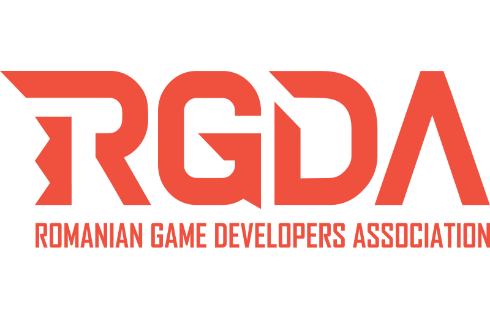 RGDA
ROMANIAN GAME DEVELOPERS ASSOCIATION